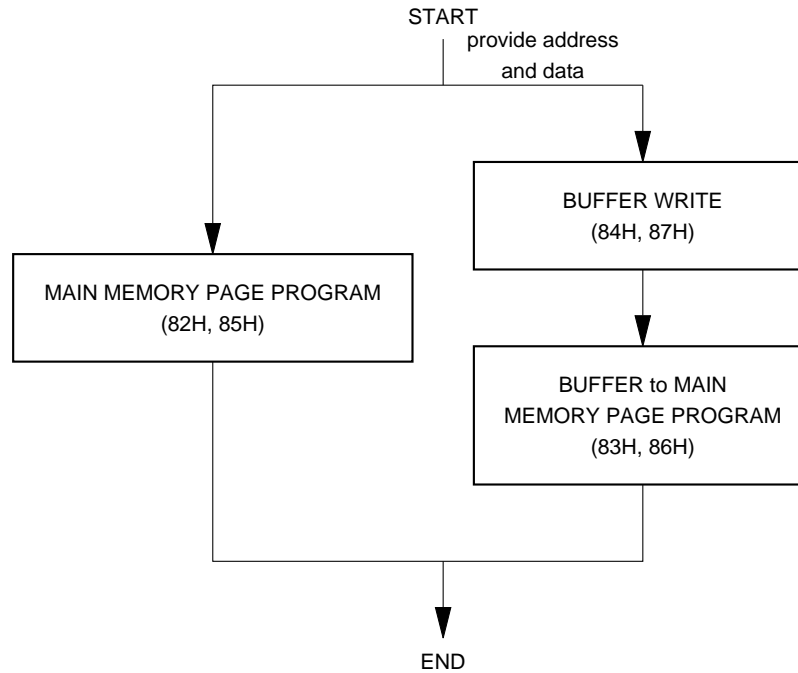 START
provide address
and data
BUFFER WRITE
(84H, 87H)
MAIN MEMORY PAGE PROGRAM
(82H, 85H)
BUFFER to MAIN
MEMORY PAGE PROGRAM
(83H, 86H)
END